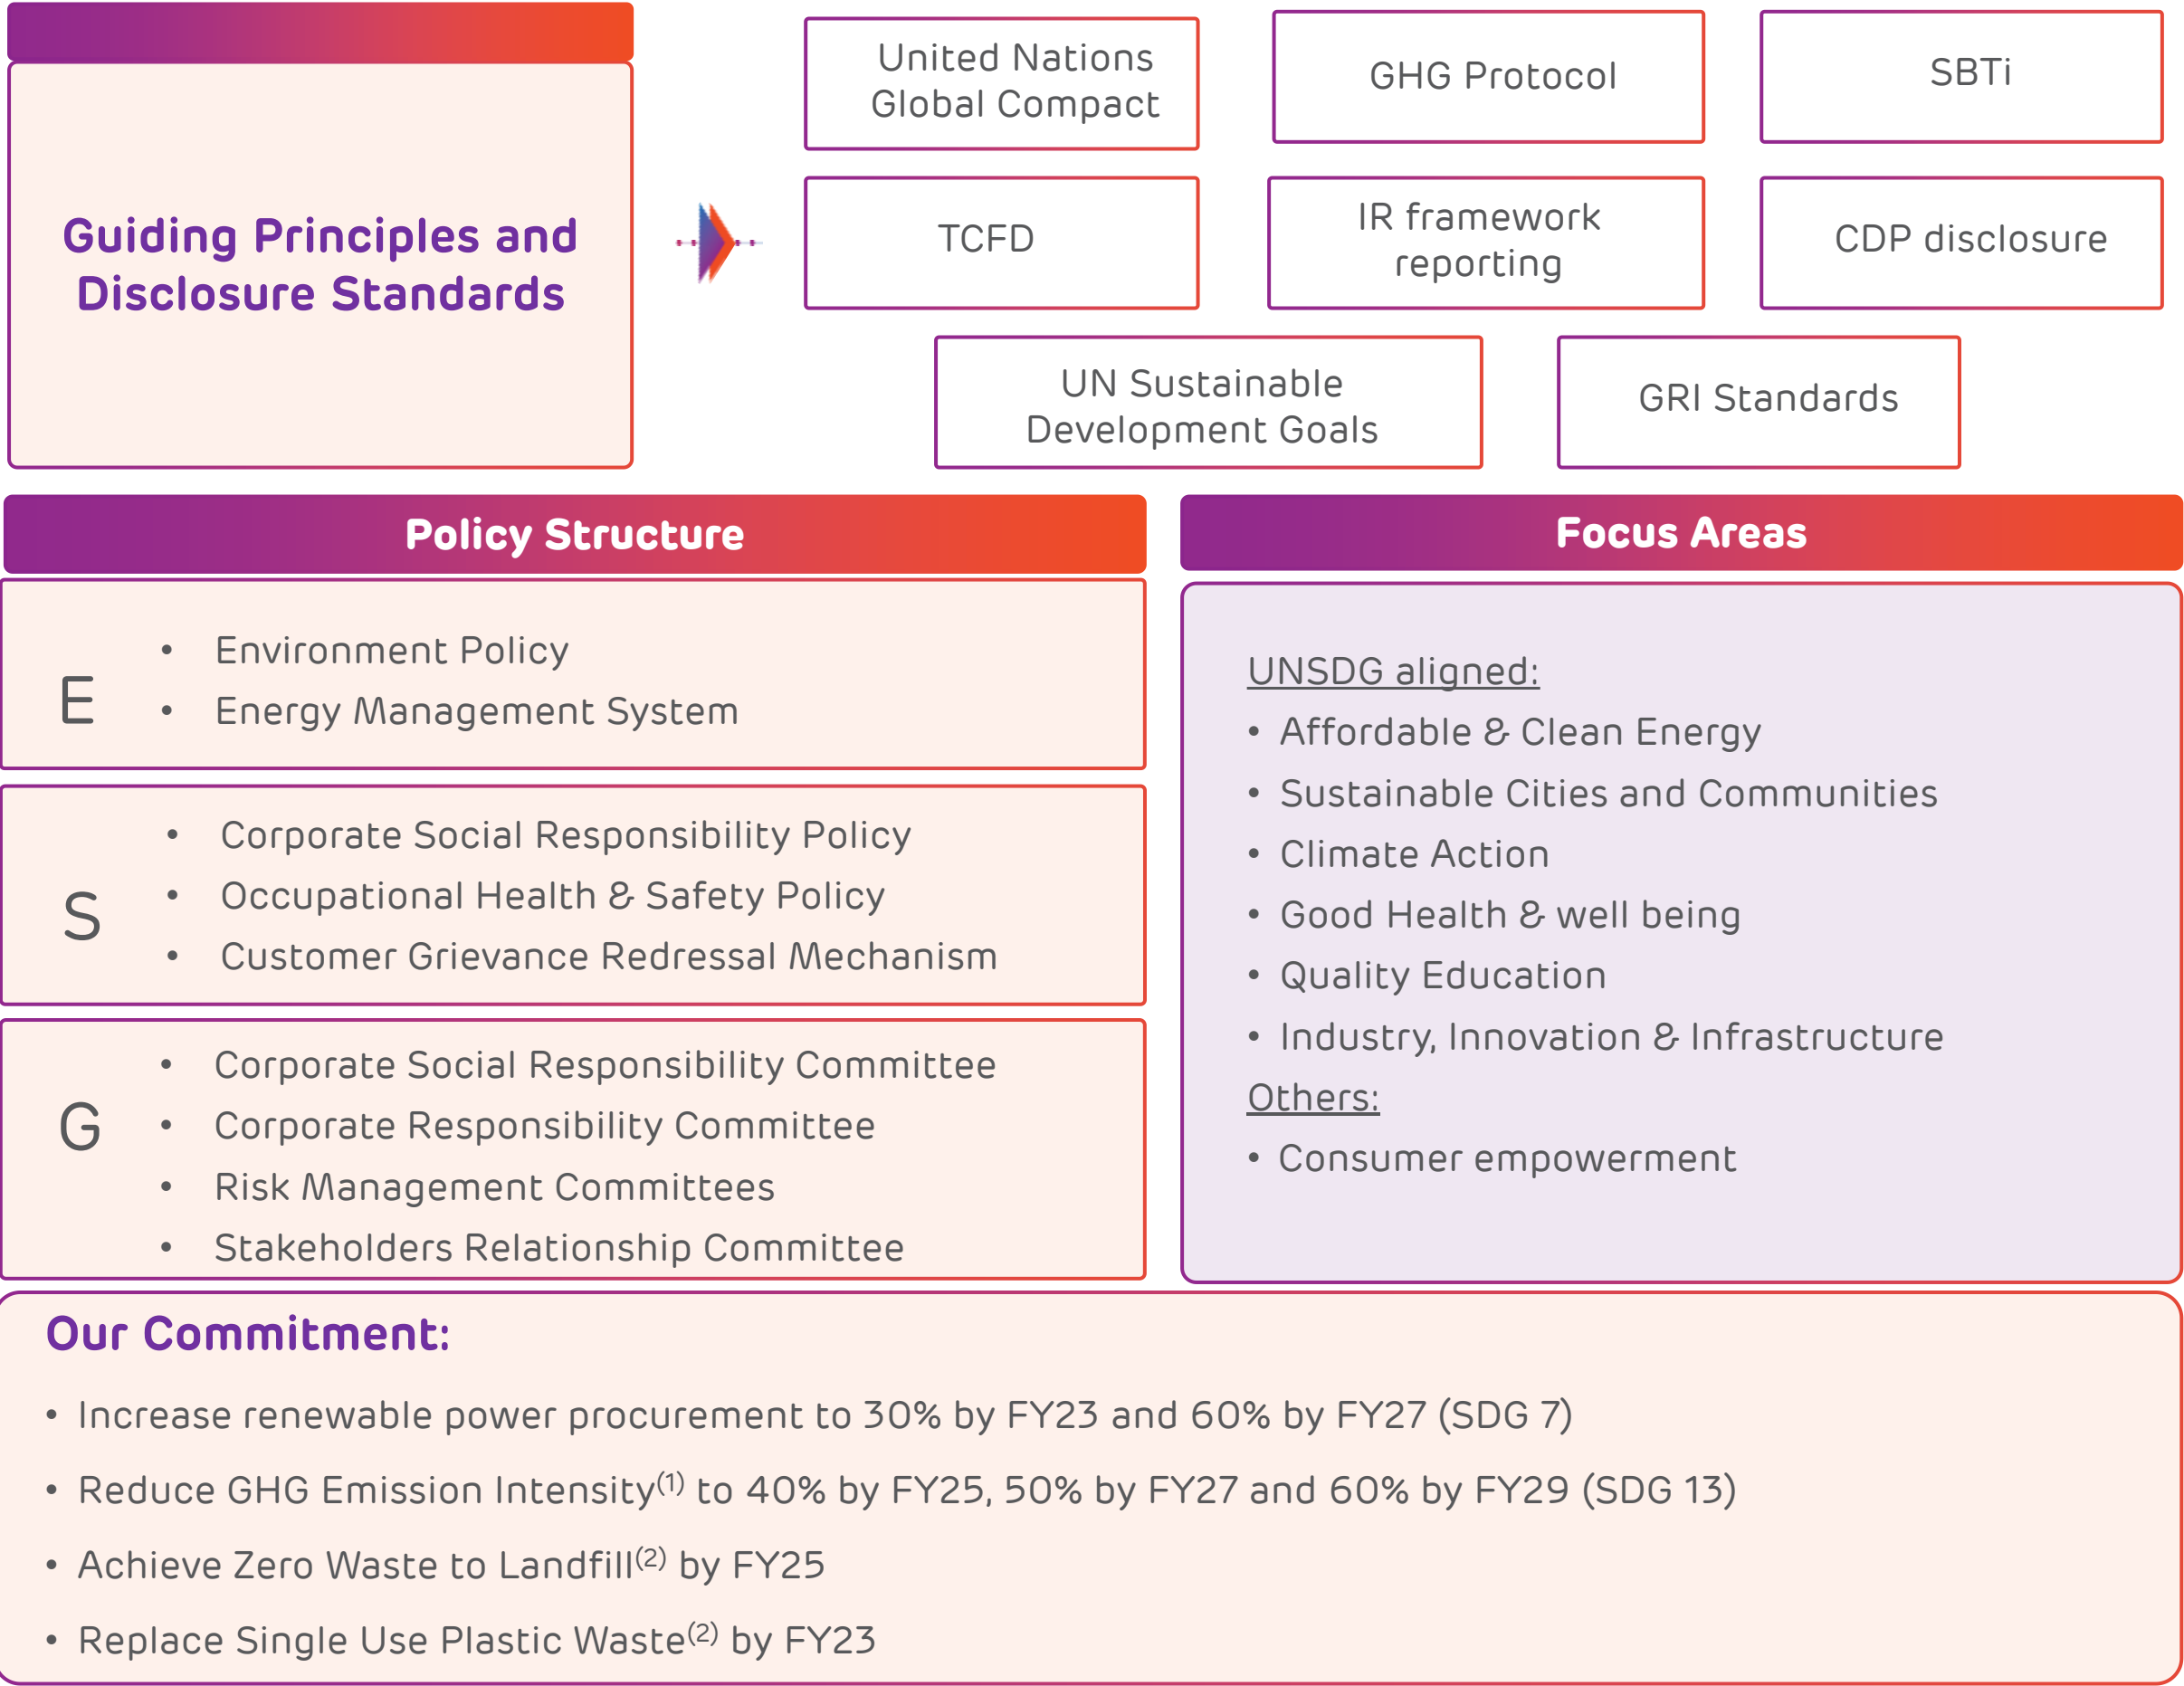 Guiding Principles and
Disclosure Standards
United Nations
Global Compact
GHG Protocol
SBTi
TCFD
IR framework
reporting
CDP disclosure
UN Sustainable
Development Goals
GRI Standards
Policy Structure
E
• Environment Policy
• Energy Management System
S
• Corporate Social Responsibility Policy
• Occupational Health & Safety Policy
• Customer Grievance Redressal Mechanism
G
• Corporate Social Responsibility Committee
• Corporate Responsibility Committee
• Risk Management Committees
• Stakeholders Relationship Committee
Focus Areas
UNSDG aligned:
• Affordable & Clean Energy
• Sustainable Cities and Communities
• Climate Action
• Good Health & well being
• Quality Education
• Industry, Innovation & Infrastructure
Others:
• Consumer empowerment
Our Commitment:
• Increase renewable power procurement to 30% by FY23 and 60% by FY27 (SDG 7)
• Reduce GHG Emission Intensity(1) to 40% by FY25, 50% by FY27 and 60% by FY29 (SDG 13)
• Achieve Zero Waste to Landfill(2) by FY25
• Replace Single Use Plastic Waste(2) by FY23